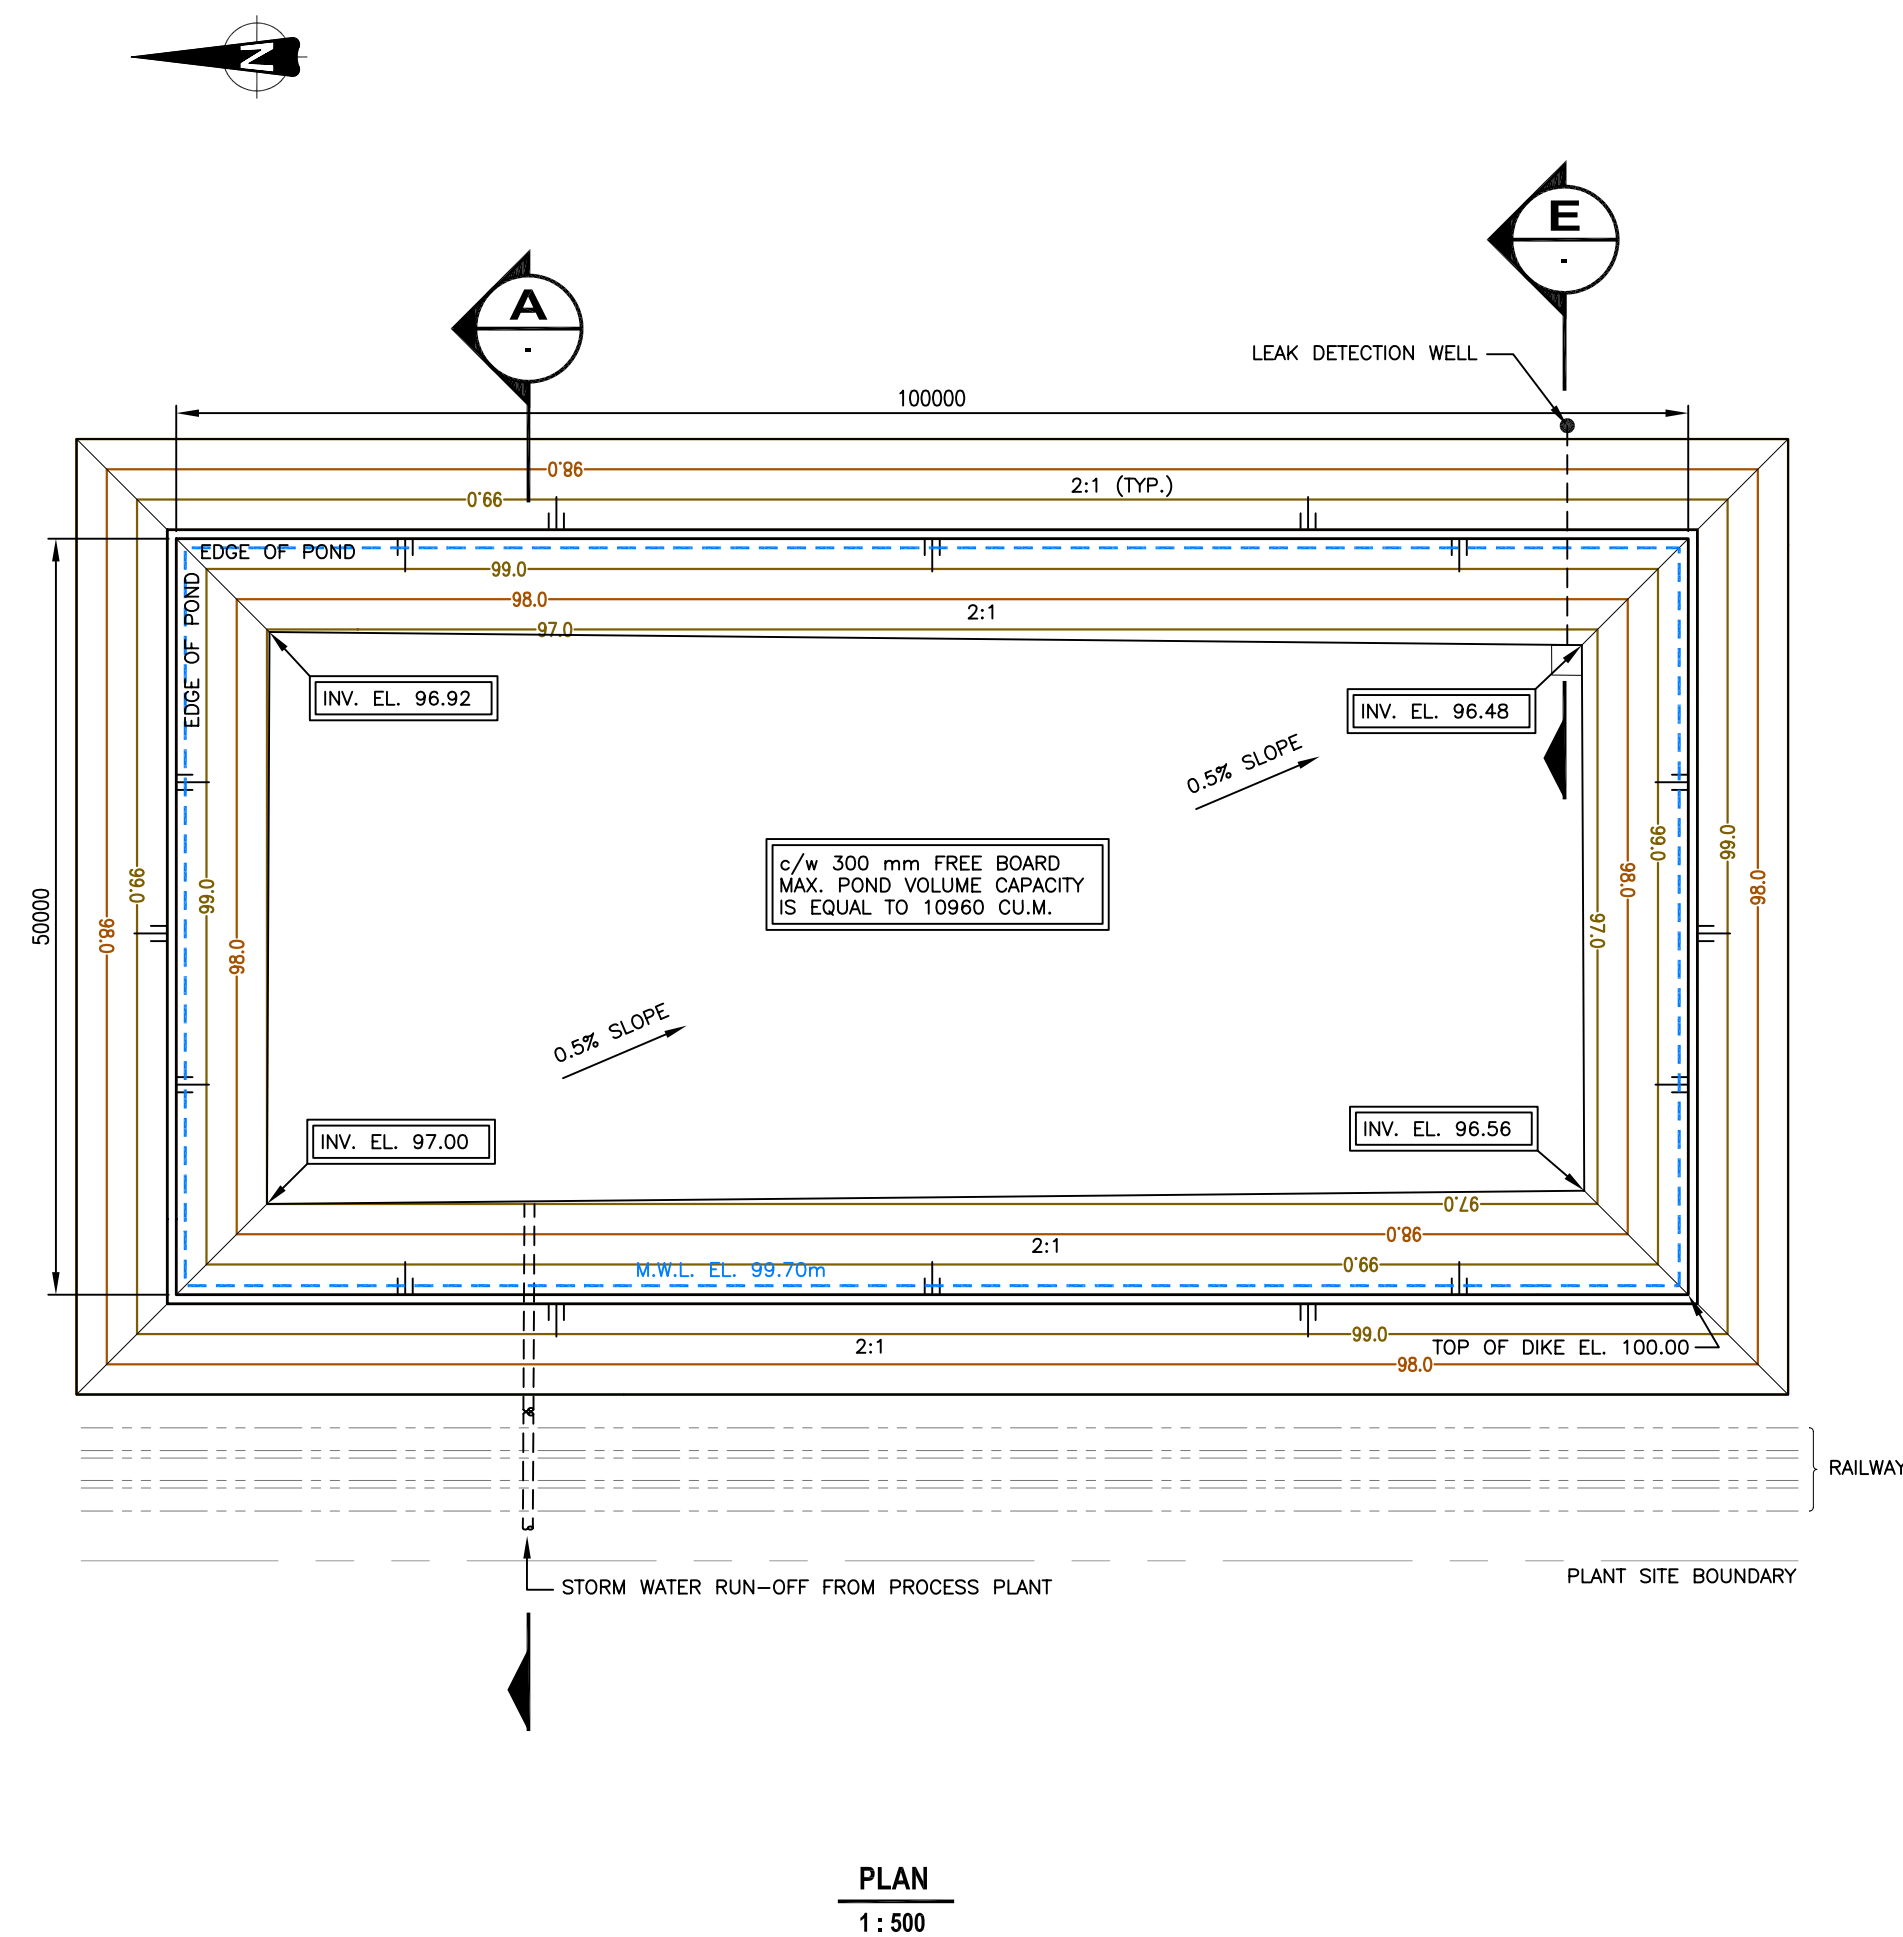 N
E
-
A
-
LEAK DETECTION WELL
100000
98.0
2:1 (TYP.)
99.0
EDGE OF POND
EDGE OF POND
99.0
98.0
2:1
97.0
INV. EL. 96.92
INV. EL. 96.48
0.5% SLOPE
c/w 300 mm FREE BOARD
MAX. POND VOLUME CAPACITY
IS EQUAL TO 10960 CU.M.
50000
98.0
99.0
99.0
98.0
97.0
98.0
99.0
99.0
98.0
0.5% SLOPE
INV. EL. 97.00
INV. EL. 96.56
97.0
98.0
2:1
99.0
M.W.L. EL. 99.70m
99.0
2:1
TOP OF DIKE EL. 100.00
98.0
RAILWAY
PLANT SITE BOUNDARY
STORM WATER RUN-OFF FROM PROCESS PLANT
PLAN
1 : 500